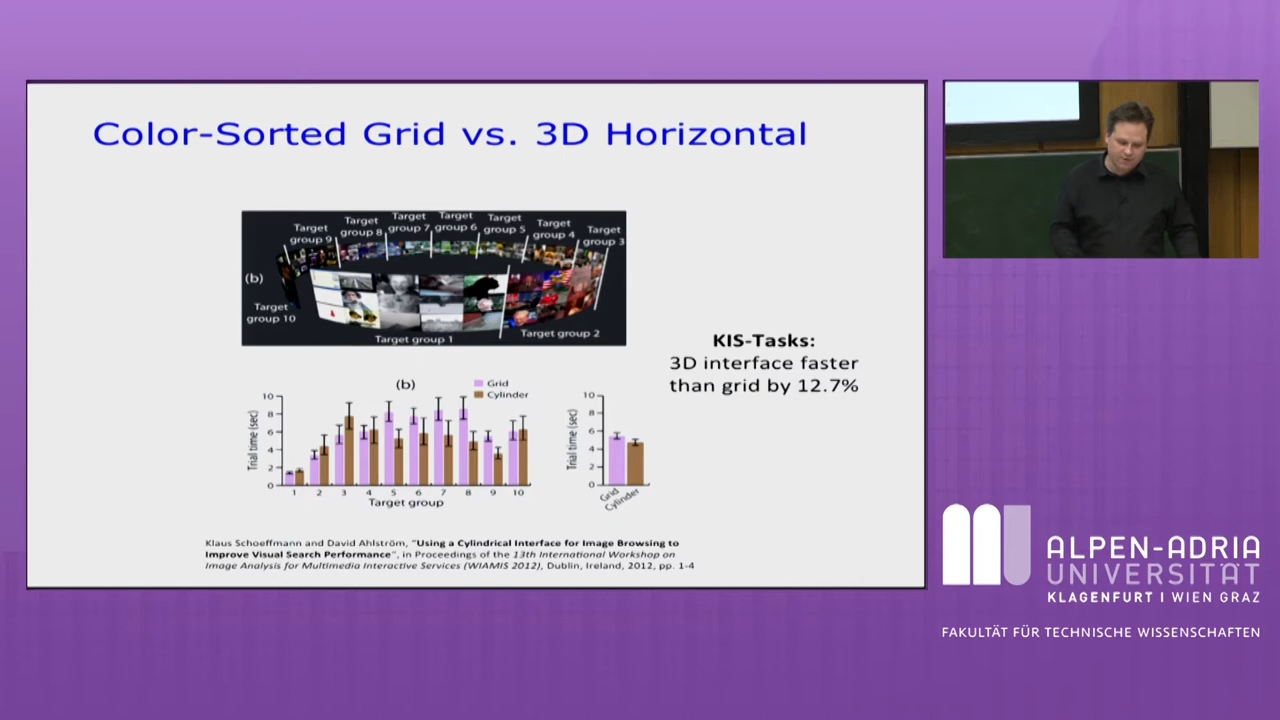 Color-Sorted Grid vs. 3D Horizontal
Target group 9
Target group 8
Target group 7
Target group 6
Target group 5
Target group 4
Target group 3
(b)
Target group 10
Target group 1
Target group 2
KIS-Tasks:
3D interface faster
than grid by 12.7%
(b)
Grid
Cylinder
Trial time (sec)
10
8
6
4
2
0
1 2 3 4 5 6 7 8 9 10
Target group
Trial time (sec)
10
8
6
4
2
0
Grid
Cylinder
Klaus Schoeffmann and David Ahlström, "Using a Cylindrical Interface for Image Browsing to
Improve Visual Search Performance", in Proceedings of the 13th International Workshop on
Image Analysis for Multimedia Interactive Services (WIAMIS 2012), Dublin, Ireland, 2012, pp. 1-4
ALPEN-ADRIA
UNIVERSITÄT
KLAGENFURT I WIEN GRAZ
FAKULTÄT FÜR TECHNISCHE WISSENSCHAFTEN